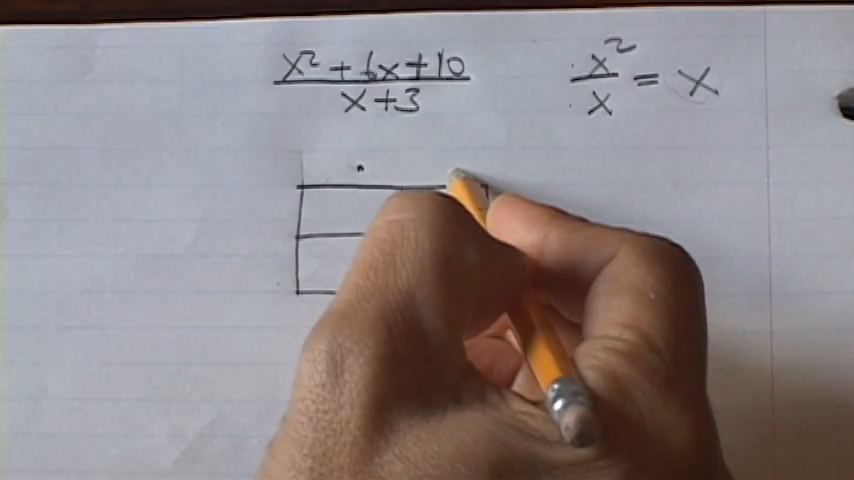 x² + 6x + 10
x + 3
x²
x
= x